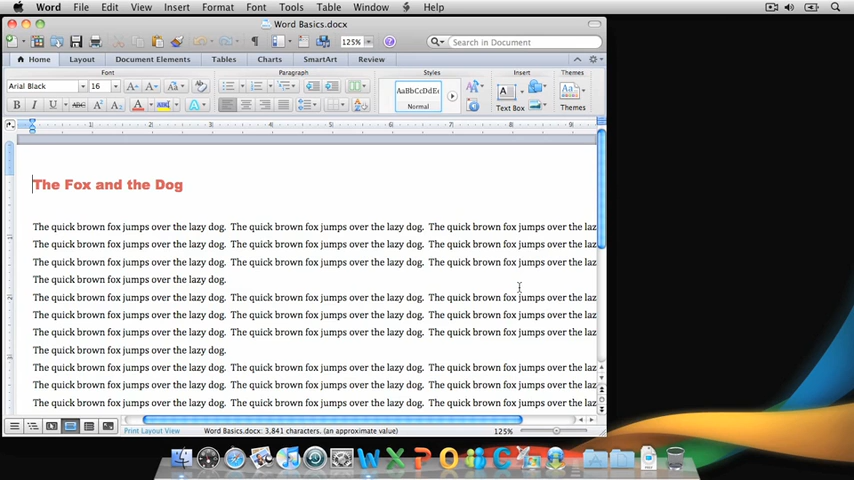 Word File Edit View Insert Format Font Tools Table Window Help
Word Basics.docx
125%
Search in Document
Home Layout Document Elements Tables Charts SmartArt Review
Font Paragraph Styles Insert Themes
Arial Black 16
AaBbCcDdEe
Normal
Text Box
Themes
B I U ABC A A
The Fox and the Dog
The quick brown fox jumps over the lazy dog. The quick brown fox jumps over the lazy dog. The quick brown fox jumps over the laz
The quick brown fox jumps over the lazy dog. The quick brown fox jumps over the lazy dog. The quick brown fox jumps over the laz
The quick brown fox jumps over the lazy dog. The quick brown fox jumps over the lazy dog. The quick brown fox jumps over the laz
The quick brown fox jumps over the lazy dog.
The quick brown fox jumps over the lazy dog. The quick brown fox jumps over the lazy dog. The quick brown fox jumps over the laz
The quick brown fox jumps over the lazy dog. The quick brown fox jumps over the lazy dog. The quick brown fox jumps over the laz
The quick brown fox jumps over the lazy dog. The quick brown fox jumps over the lazy dog. The quick brown fox jumps over the laz
The quick brown fox jumps over the lazy dog.
The quick brown fox jumps over the lazy dog. The quick brown fox jumps over the lazy dog. The quick brown fox jumps over the laz
The quick brown fox jumps over the lazy dog. The quick brown fox jumps over the lazy dog. The quick brown fox jumps over the laz
The quick brown fox jumps over the lazy dog. The quick brown fox jumps over the lazy dog. The quick brown fox jumps over the laz
Print Layout View Word Basics.docx: 3,841 characters. (an approximate value) 125%